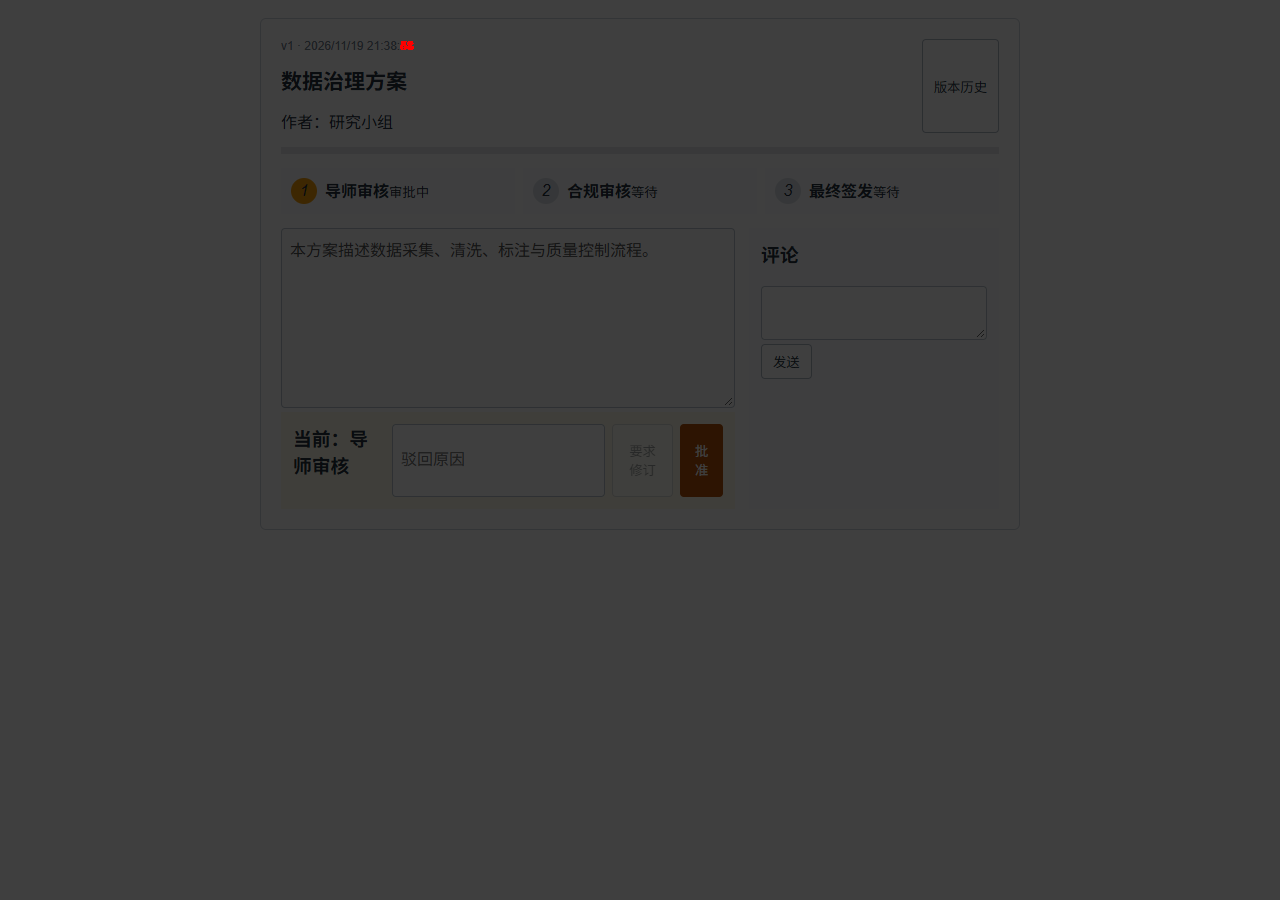 v1 · 2026/11/19 21:38:
数据治理方案
作者：研究小组
版本历史
1 导师审核审批中
2 合规审核等待
3 最终签发等待
本方案描述数据采集、清洗、标注与质量控制流程。
评论
发送
当前：导
师审核
驳回原因
要求
修订
批
准